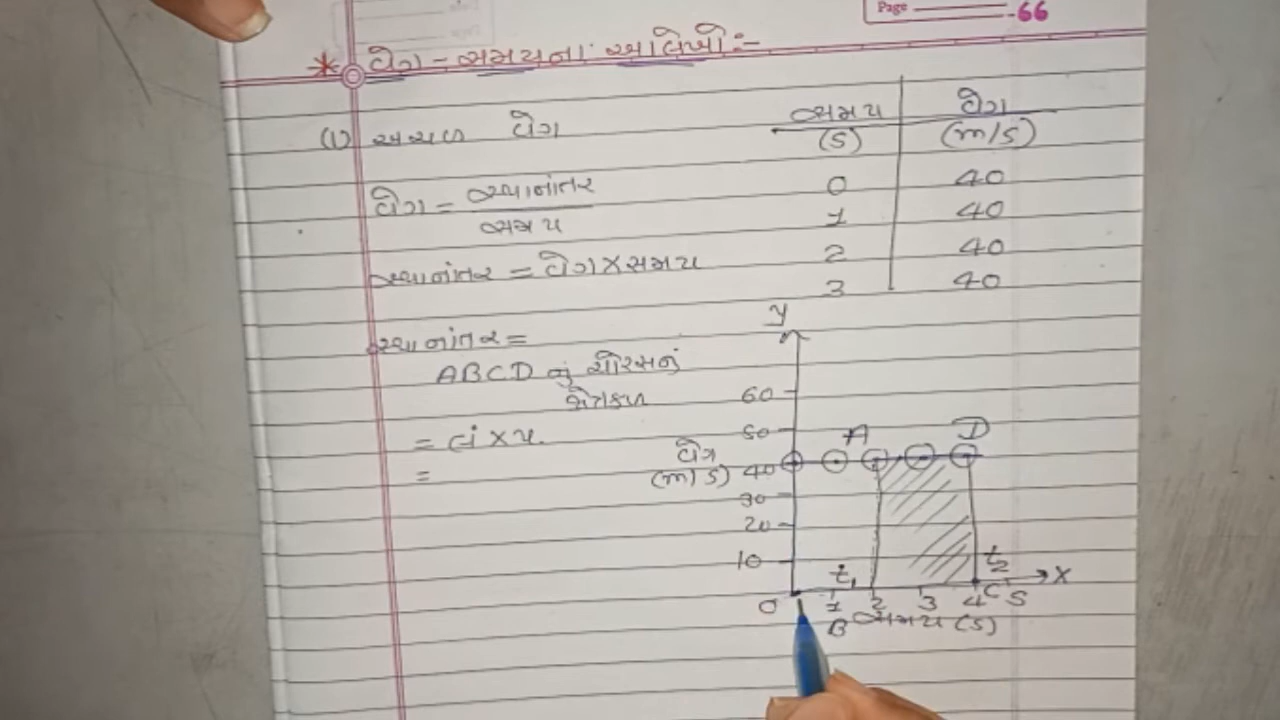 Page -66
* વેગ - સમયના આલેખો :-
(1) અચળ વેગ
વેગ = સ્થાનાંતર
સમય
સ્થાનાંતર = વેગ X સમય
સ્થાનાંતર =
ABCD નું ચોરસનું
ક્ષેત્રફળ
= લં X પ.
=
સમય વેગ
(S) (m/s)
0 40
1 40
2 40
3 40
y
60
50 A D
વેગ
(m/s) 40
30
20
10
t1 t2
O 1 2 3 4 C 5 X
B સમય (S)